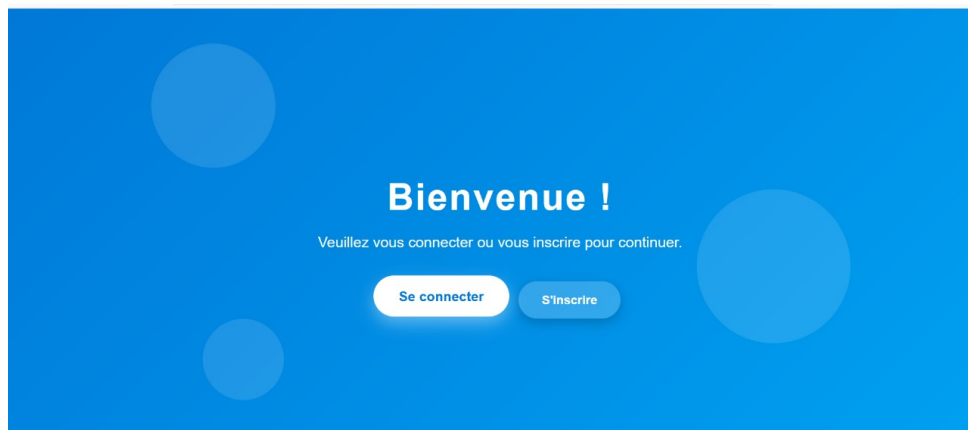 Bienvenue !
Veuillez vous connecter ou vous inscrire pour continuer.
Se connecter
S'inscrire